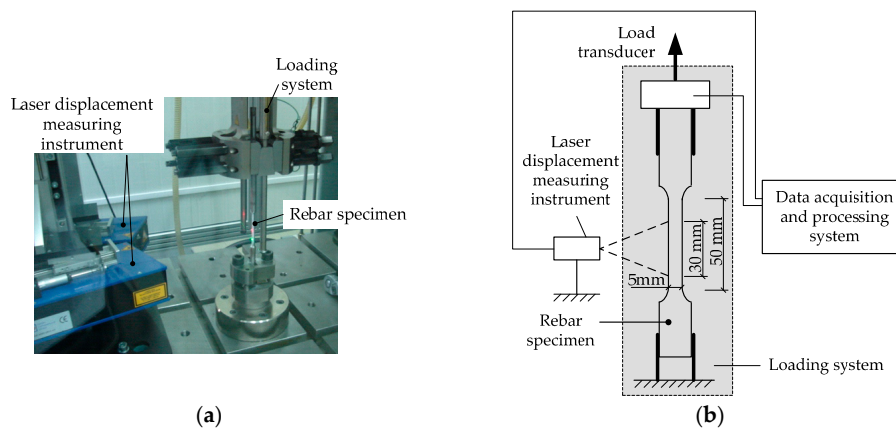 Loading
system
Laser displacement
measuring
instrument
Rebar specimen
(a)
Load
transducer
Laser
displacement
measuring
instrument
Data acquisition
and processing
system
30 mm
50 mm
5mm
Rebar
specimen
Loading system
(b)